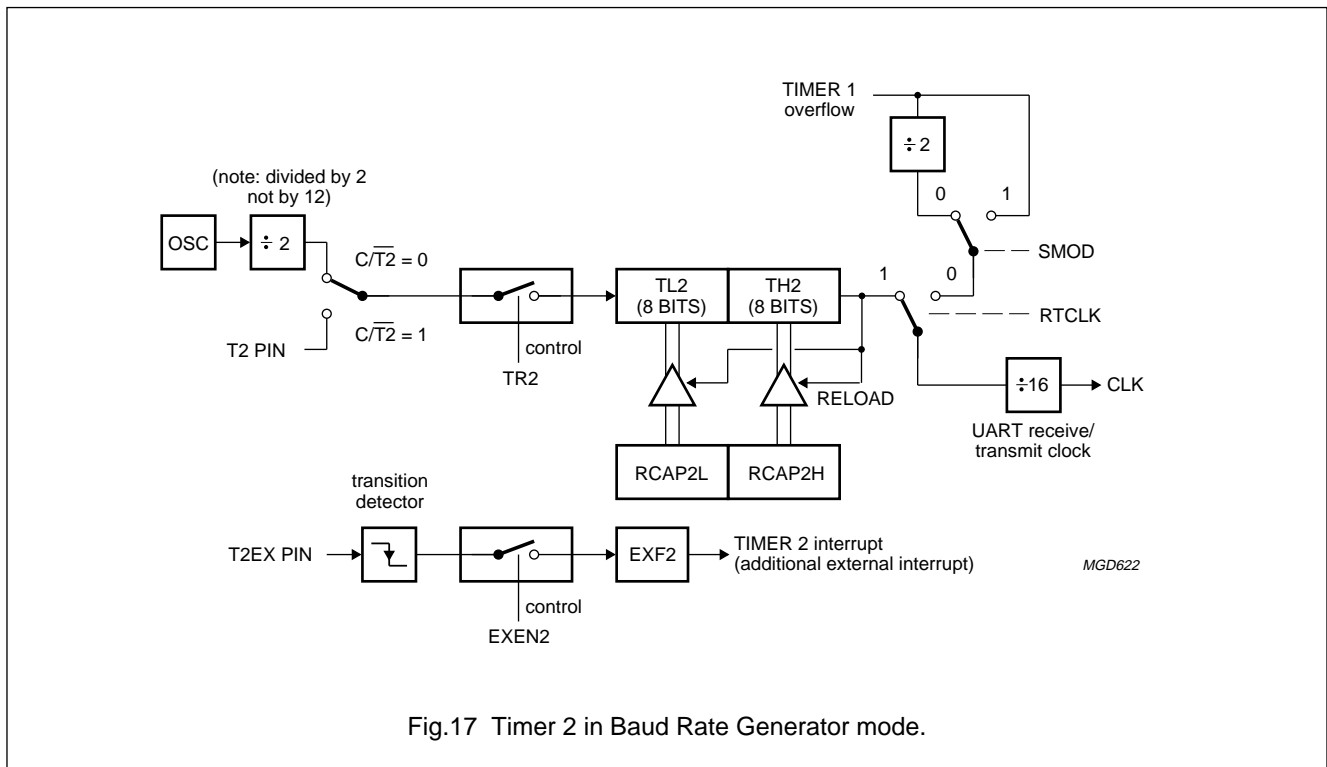 TIMER 1
overflow
÷ 2
(note: divided by 2
not by 12)
0
1
OSC
÷ 2
C/T2̅ = 0
SMOD
TL2
(8 BITS)
TH2
(8 BITS)
1
0
RTCLK
C/T2̅ = 1
T2 PIN
control
TR2
RELOAD
÷16
CLK
UART receive/
transmit clock
RCAP2L
RCAP2H
transition
detector
T2EX PIN
EXF2
TIMER 2 interrupt
(additional external interrupt)
MGD622
control
EXEN2
Fig.17 Timer 2 in Baud Rate Generator mode.